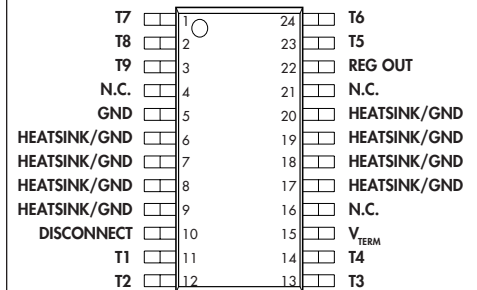 T7 1 24 T6
T8 2 23 T5
T9 3 22 REG OUT
N.C. 4 21 N.C.
GND 5 20 HEATSINK/GND
HEATSINK/GND 6 19 HEATSINK/GND
HEATSINK/GND 7 18 HEATSINK/GND
HEATSINK/GND 8 17 HEATSINK/GND
HEATSINK/GND 9 16 N.C.
DISCONNECT 10 15 VTERM
T1 11 14 T4
T2 12 13 T3